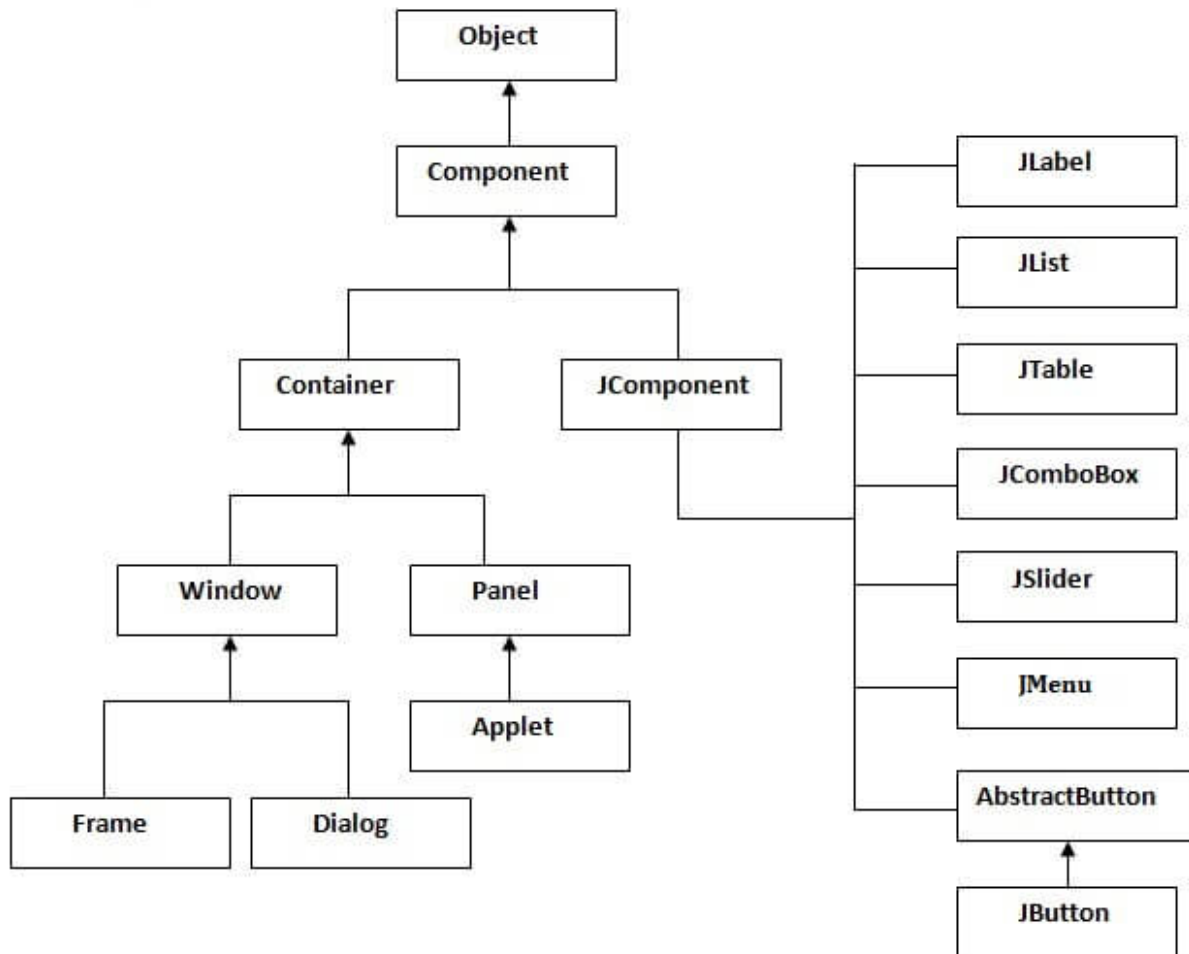 Object
Component
Container
JComponent
Window
Panel
Applet
Frame
Dialog
JLabel
JList
JTable
JComboBox
JSlider
JMenu
AbstractButton
JButton